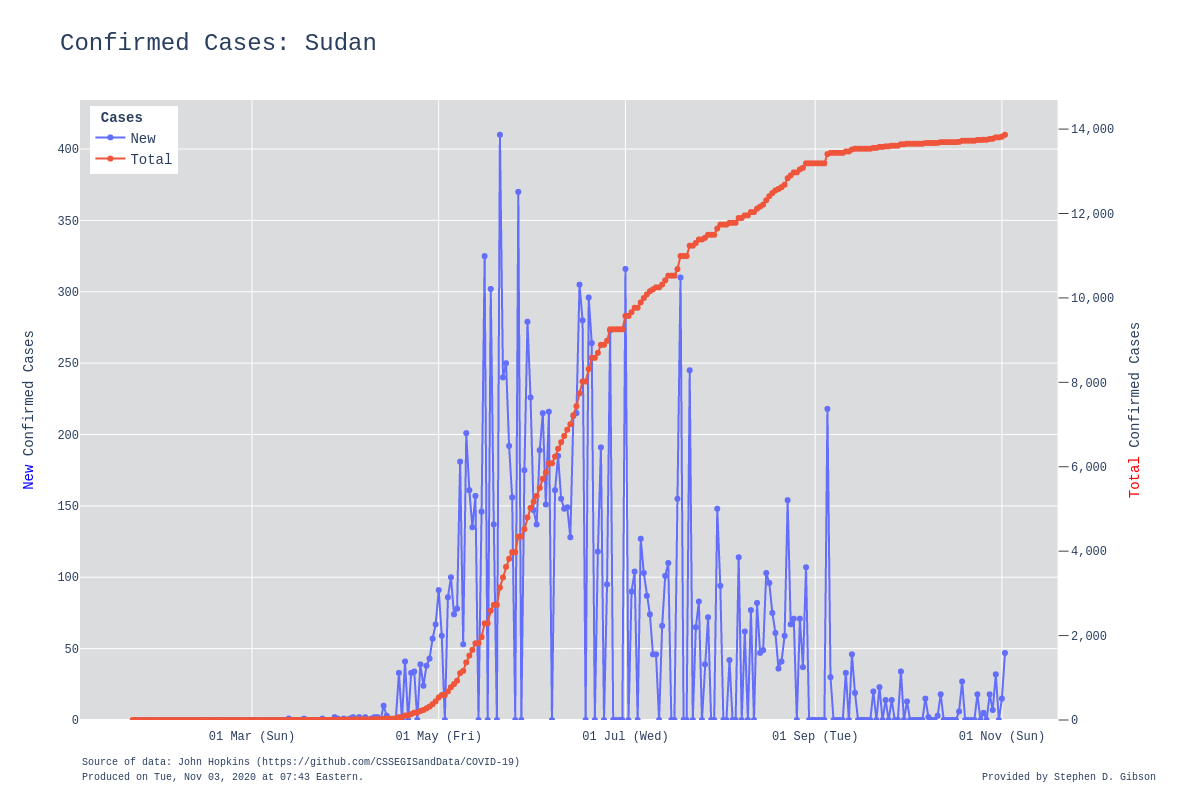 Confirmed Cases: Sudan
Cases
New
Total
400
350
300
250
200
150
100
50
0
14,000
12,000
10,000
8,000
6,000
4,000
2,000
0
New Confirmed Cases
Total Confirmed Cases
01 Mar (Sun)
01 May (Fri)
01 Jul (Wed)
01 Sep (Tue)
01 Nov (Sun)
Source of data: John Hopkins (https://github.com/CSSEGISandData/COVID-19)
Produced on Tue, Nov 03, 2020 at 07:43 Eastern.
Provided by Stephen D. Gibson